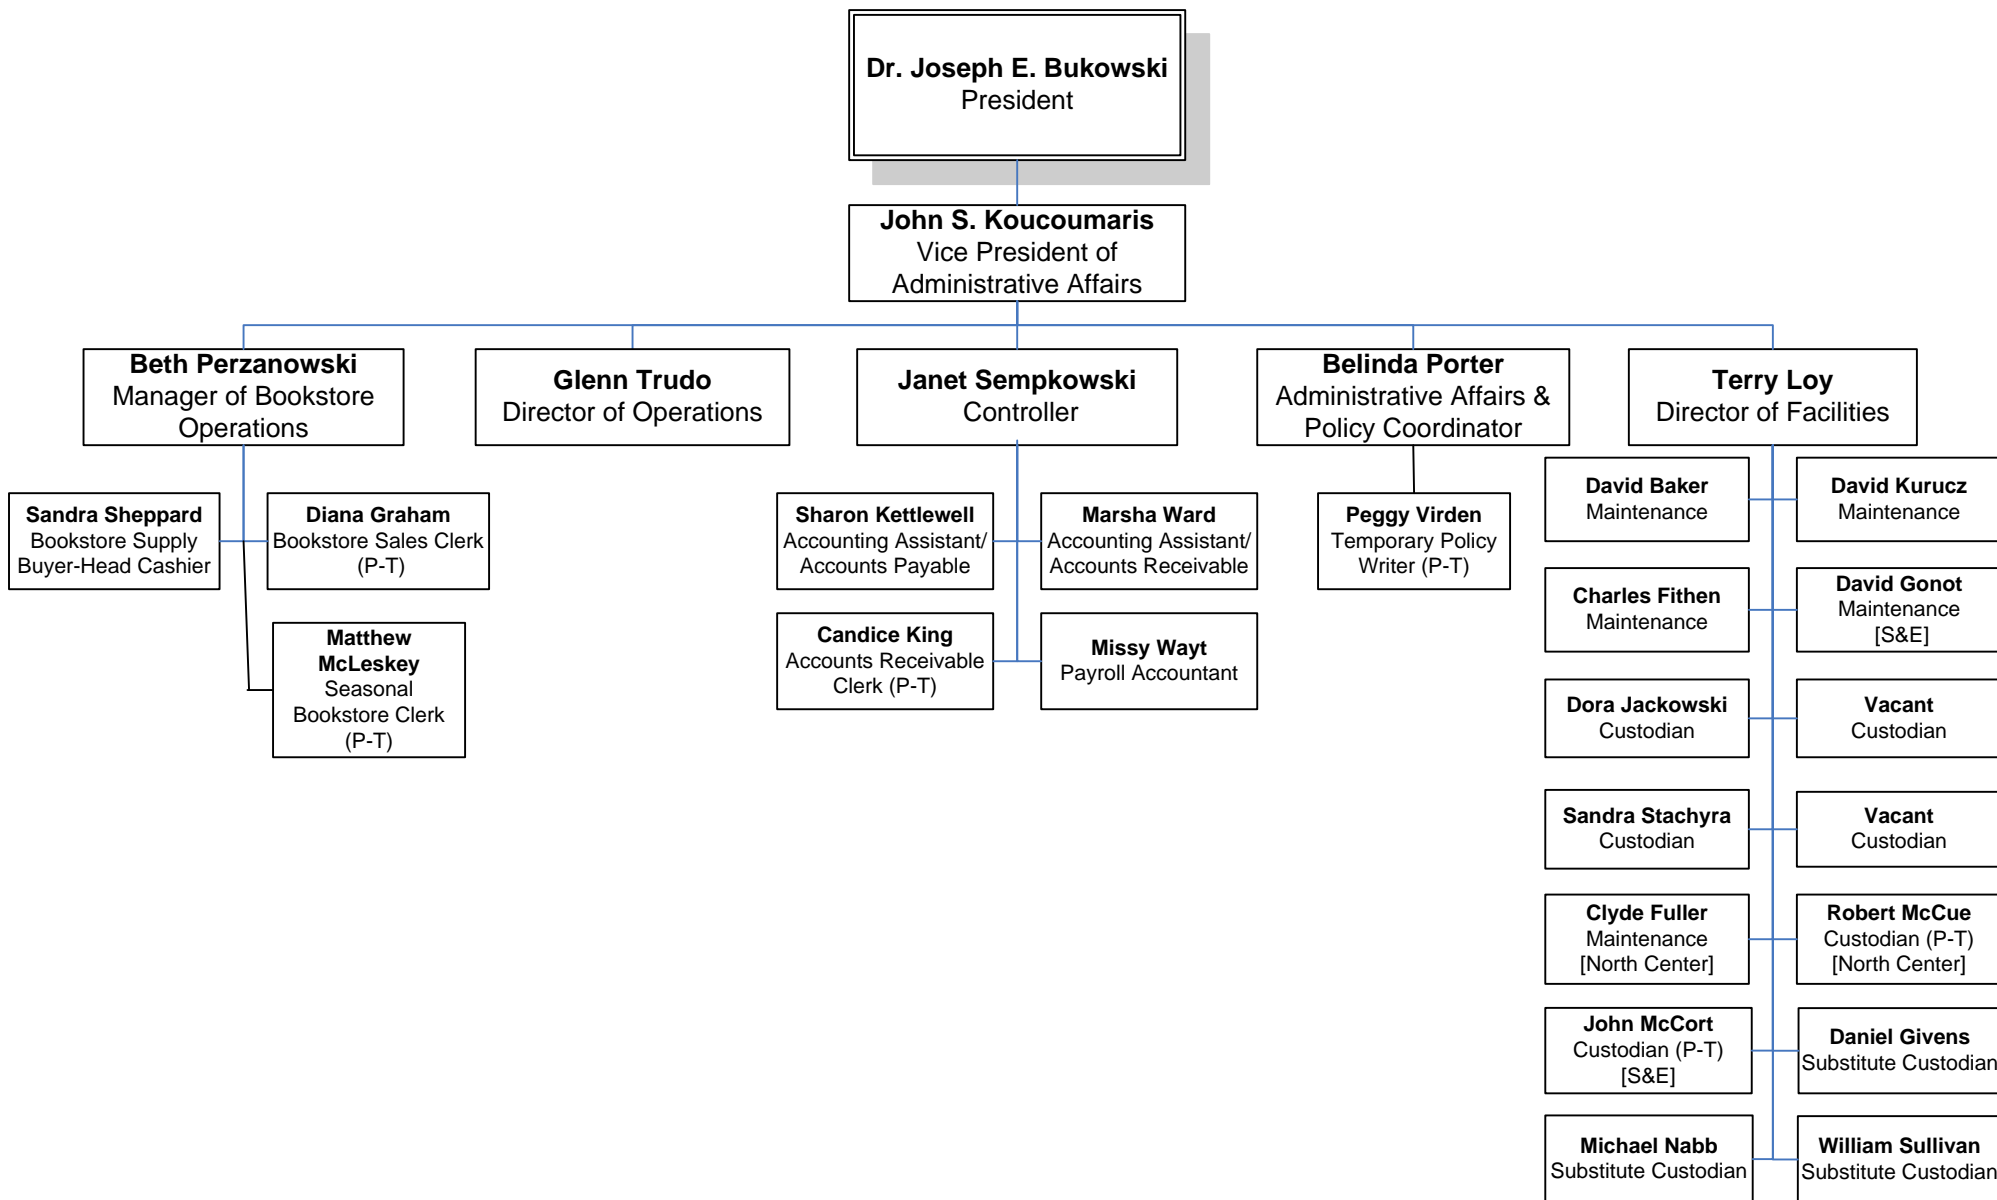 Dr. Joseph E. Bukowski
President
John S. Koucoumaris
Vice President of
Administrative Affairs
Beth Perzanowski
Manager of Bookstore
Operations
Glenn Trudo
Director of Operations
Janet Sempkowski
Controller
Belinda Porter
Administrative Affairs &
Policy Coordinator
Terry Loy
Director of Facilities
Sandra Sheppard
Bookstore Supply
Buyer-Head Cashier
Diana Graham
Bookstore Sales Clerk
(P-T)
Matthew
McLeskey
Seasonal
Bookstore Clerk
(P-T)
Sharon Kettlewell
Accounting Assistant/
Accounts Payable
Marsha Ward
Accounting Assistant/
Accounts Receivable
Candice King
Accounts Receivable
Clerk (P-T)
Missy Wayt
Payroll Accountant
Peggy Virden
Temporary Policy
Writer (P-T)
David Baker
Maintenance
David Kurucz
Maintenance
Charles Fithen
Maintenance
David Gonot
Maintenance
[S&E]
Dora Jackowski
Custodian
Vacant
Custodian
Sandra Stachyra
Custodian
Vacant
Custodian
Clyde Fuller
Maintenance
[North Center]
Robert McCue
Custodian (P-T)
[North Center]
John McCort
Custodian (P-T)
[S&E]
Daniel Givens
Substitute Custodian
Michael Nabb
Substitute Custodian
William Sullivan
Substitute Custodian